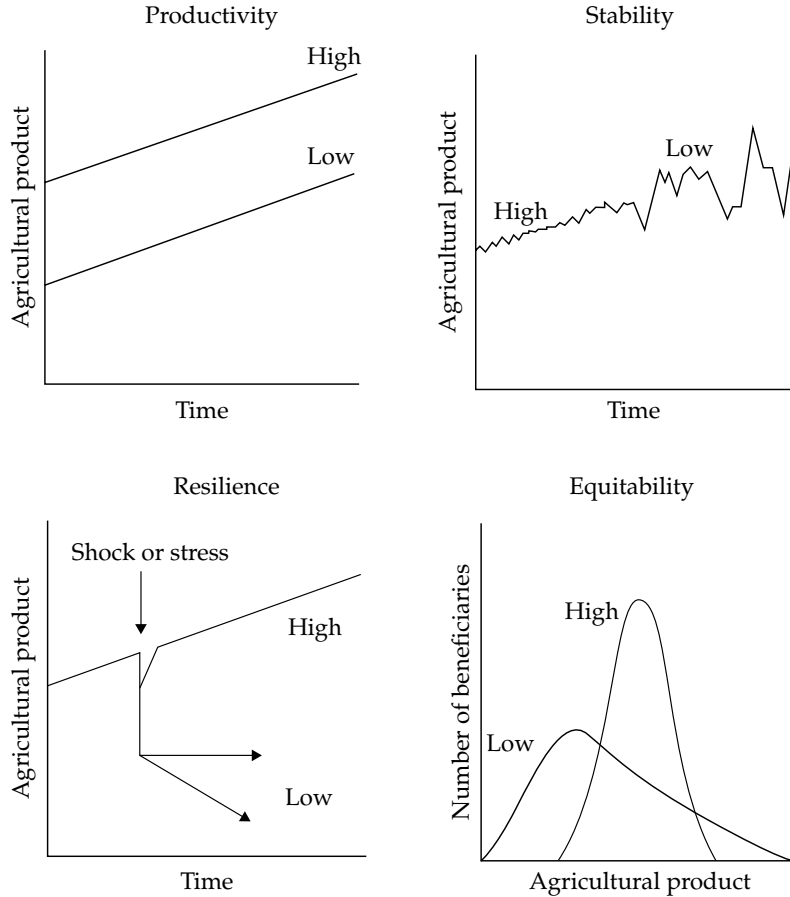 Productivity
High
Low
Agricultural product
Time
Stability
High
Low
Agricultural product
Time
Resilience
Shock or stress
High
Low
Agricultural product
Time
Equitability
High
Low
Number of beneficiaries
Agricultural product